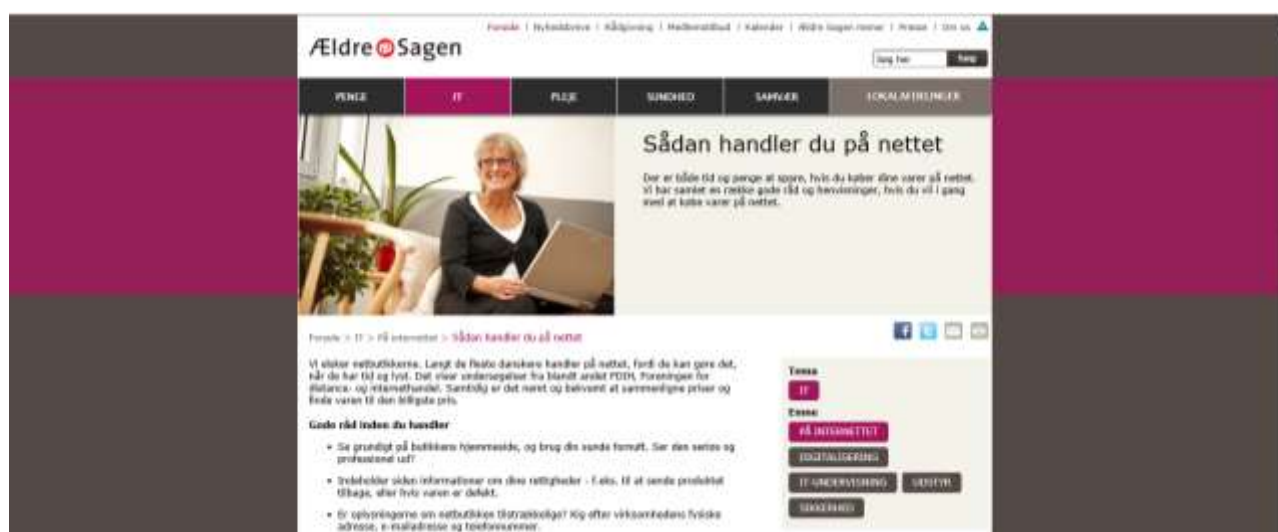 Forside | Nyhedsbreve | Rådgivning | Medlemstilbud | Kalender | Ældre Sagen mener | Presse | Om os
Ældre Sagen
Søg her Søg
PENGE IT PLEJE SUNDHED SAMVÆR LOKALAFDELINGER
Sådan handler du på nettet
Der er både tid og penge at spare, hvis du køber dine varer på nettet.
Vi har samlet en række gode råd og henvisninger, hvis du vil i gang
med at købe varer på nettet.
Forside > IT > På internettet > Sådan handler du på nettet
Vi elsker netbutikkerne. Langt de fleste danskere handler på nettet, fordi de kan gøre det,
når de har tid og lyst. Det viser undersøgelser fra blandt andet FDIH, Foreningen for
distance- og internethandel. Samtidig er det nemt og bekvemt at sammenligne priser og
finde varen til den billigste pris.
Gode råd inden du handler
• Se grundigt på butikkens hjemmeside, og brug din sunde fornuft. Ser den seriøs og
professionel ud?
• Indeholder siden informationer om dine rettigheder - f.eks. til at sende produktet
tilbage, eller hvis varen er defekt.
• Er oplysningerne om netbutikken tilstrækkelige? Kig efter virksomhedens fysiske
adresse, e-mailadresse og telefonnummer.
Tema
IT
Emne
PÅ INTERNETTET
DIGITALISERING
IT-UNDERVISNING UDSTYR
SIKKERHED